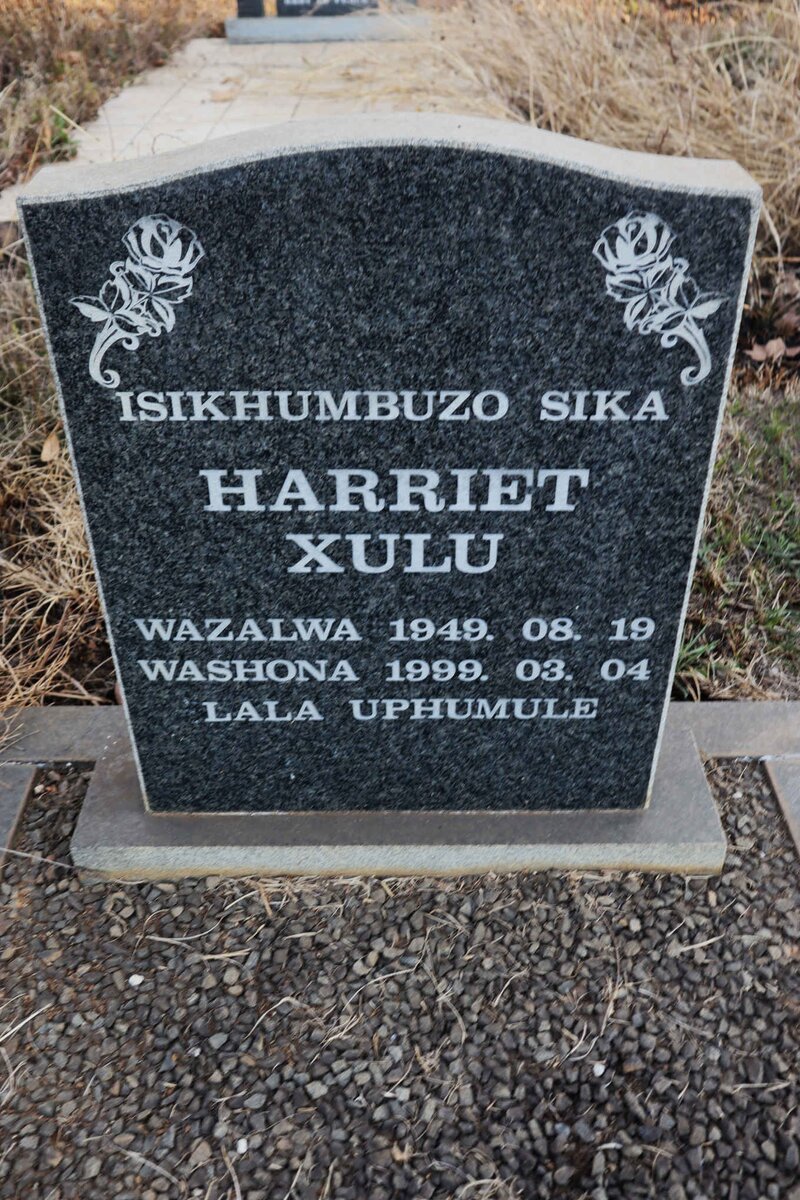 ISIKHUMBUZO SIKA
HARRIET
XULU
WAZALWA 1949. 08. 19
WASHONA 1999. 03. 04
LALA UPHUMULE